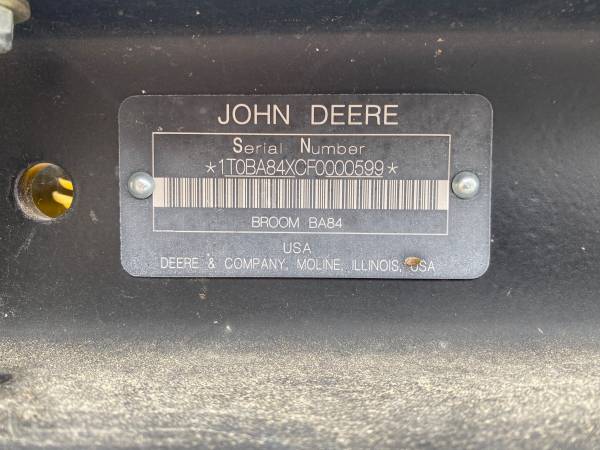 JOHN DEERE
Serial Number
*1T0BA84XCF0000599*
BROOM BA84
USA
DEERE & COMPANY, MOLINE, ILLINOIS, USA